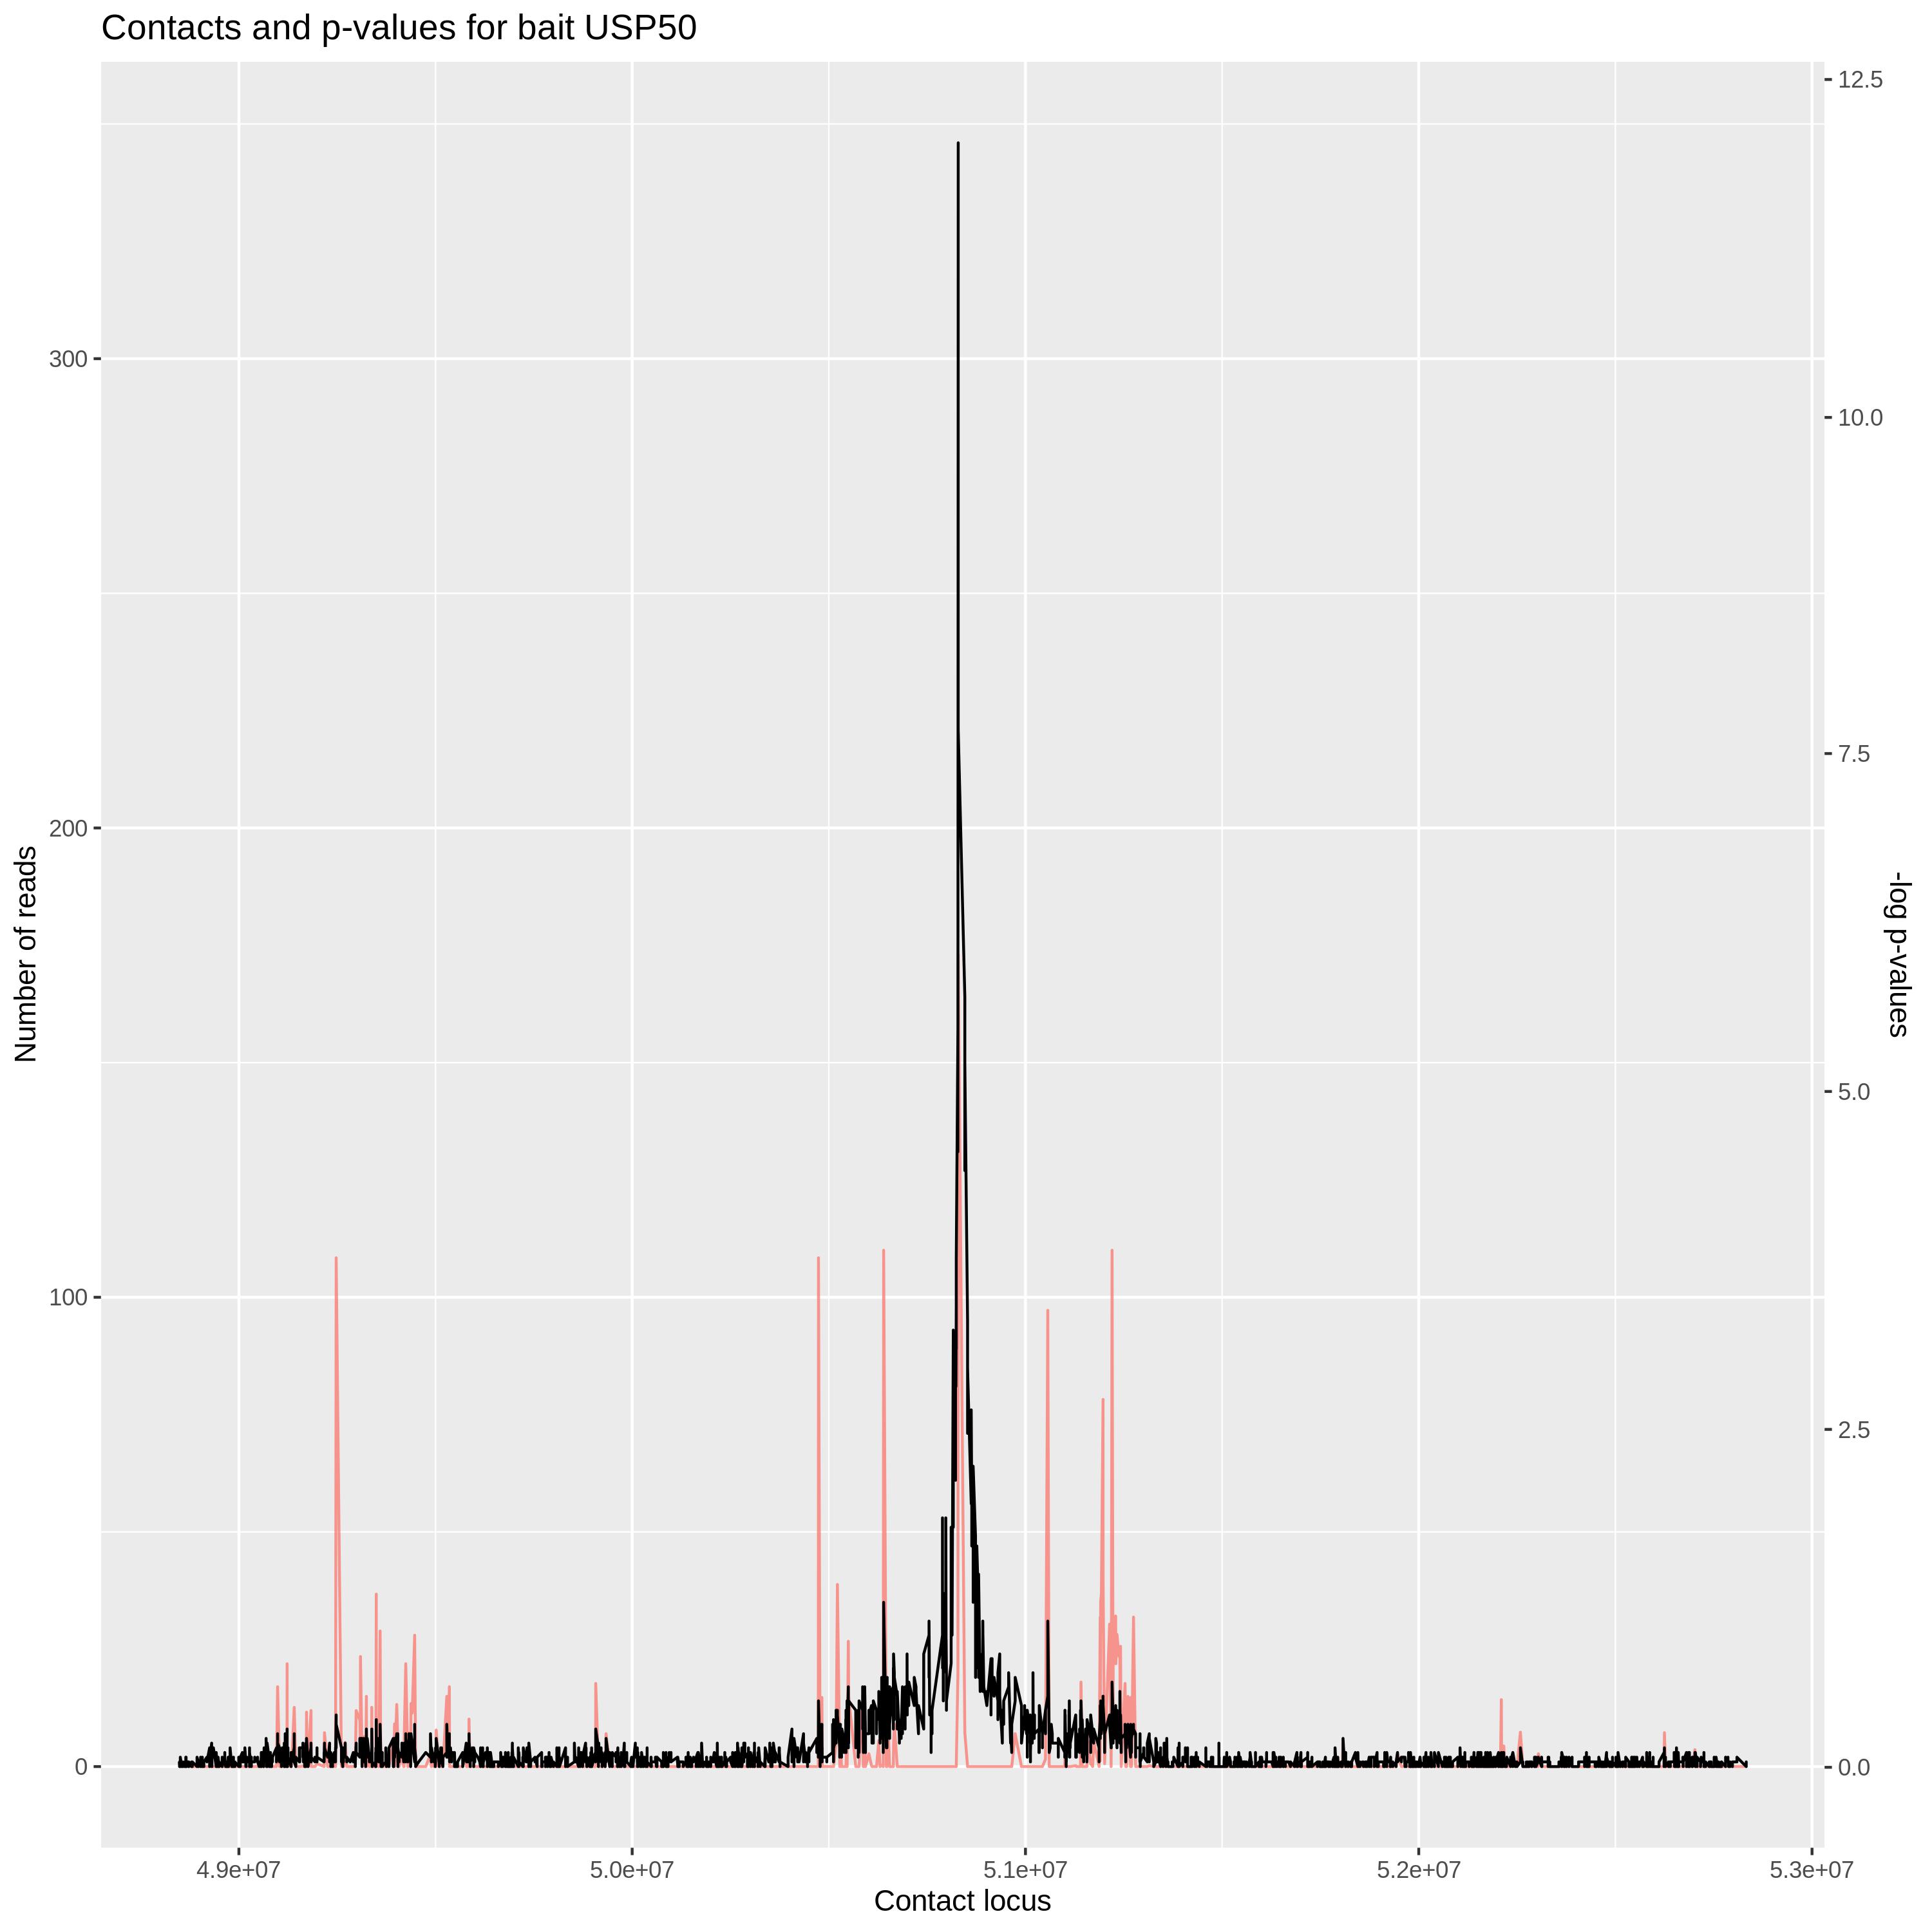 Contacts and p-values for bait USP50
12.5
300
10.0
7.5
200
Number of reads
-log p-values
5.0
100
2.5
0
0.0
4.9e+07 5.0e+07 5.1e+07 5.2e+07 5.3e+07
Contact locus